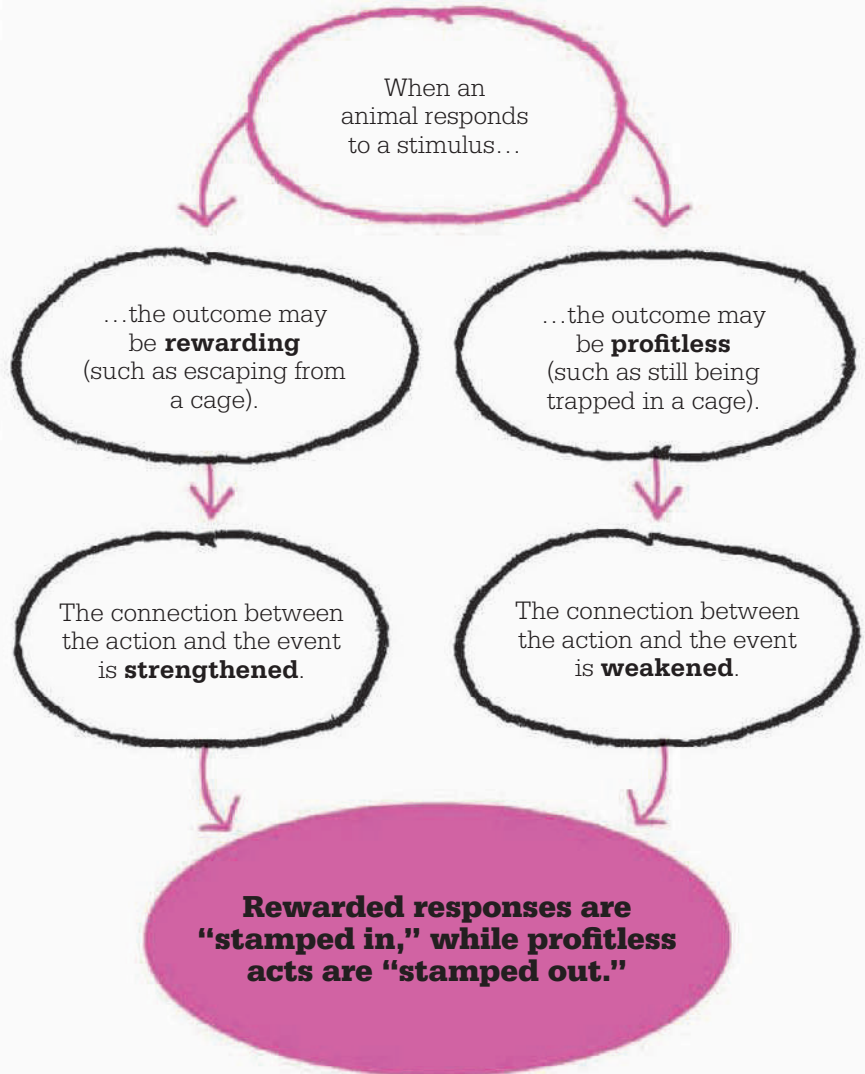 When an
animal responds
to a stimulus…
…the outcome may
be rewarding
(such as escaping from
a cage).
…the outcome may
be profitless
(such as still being
trapped in a cage).
The connection between
the action and the event
is strengthened.
The connection between
the action and the event
is weakened.
Rewarded responses are
“stamped in,” while profitless
acts are “stamped out.”